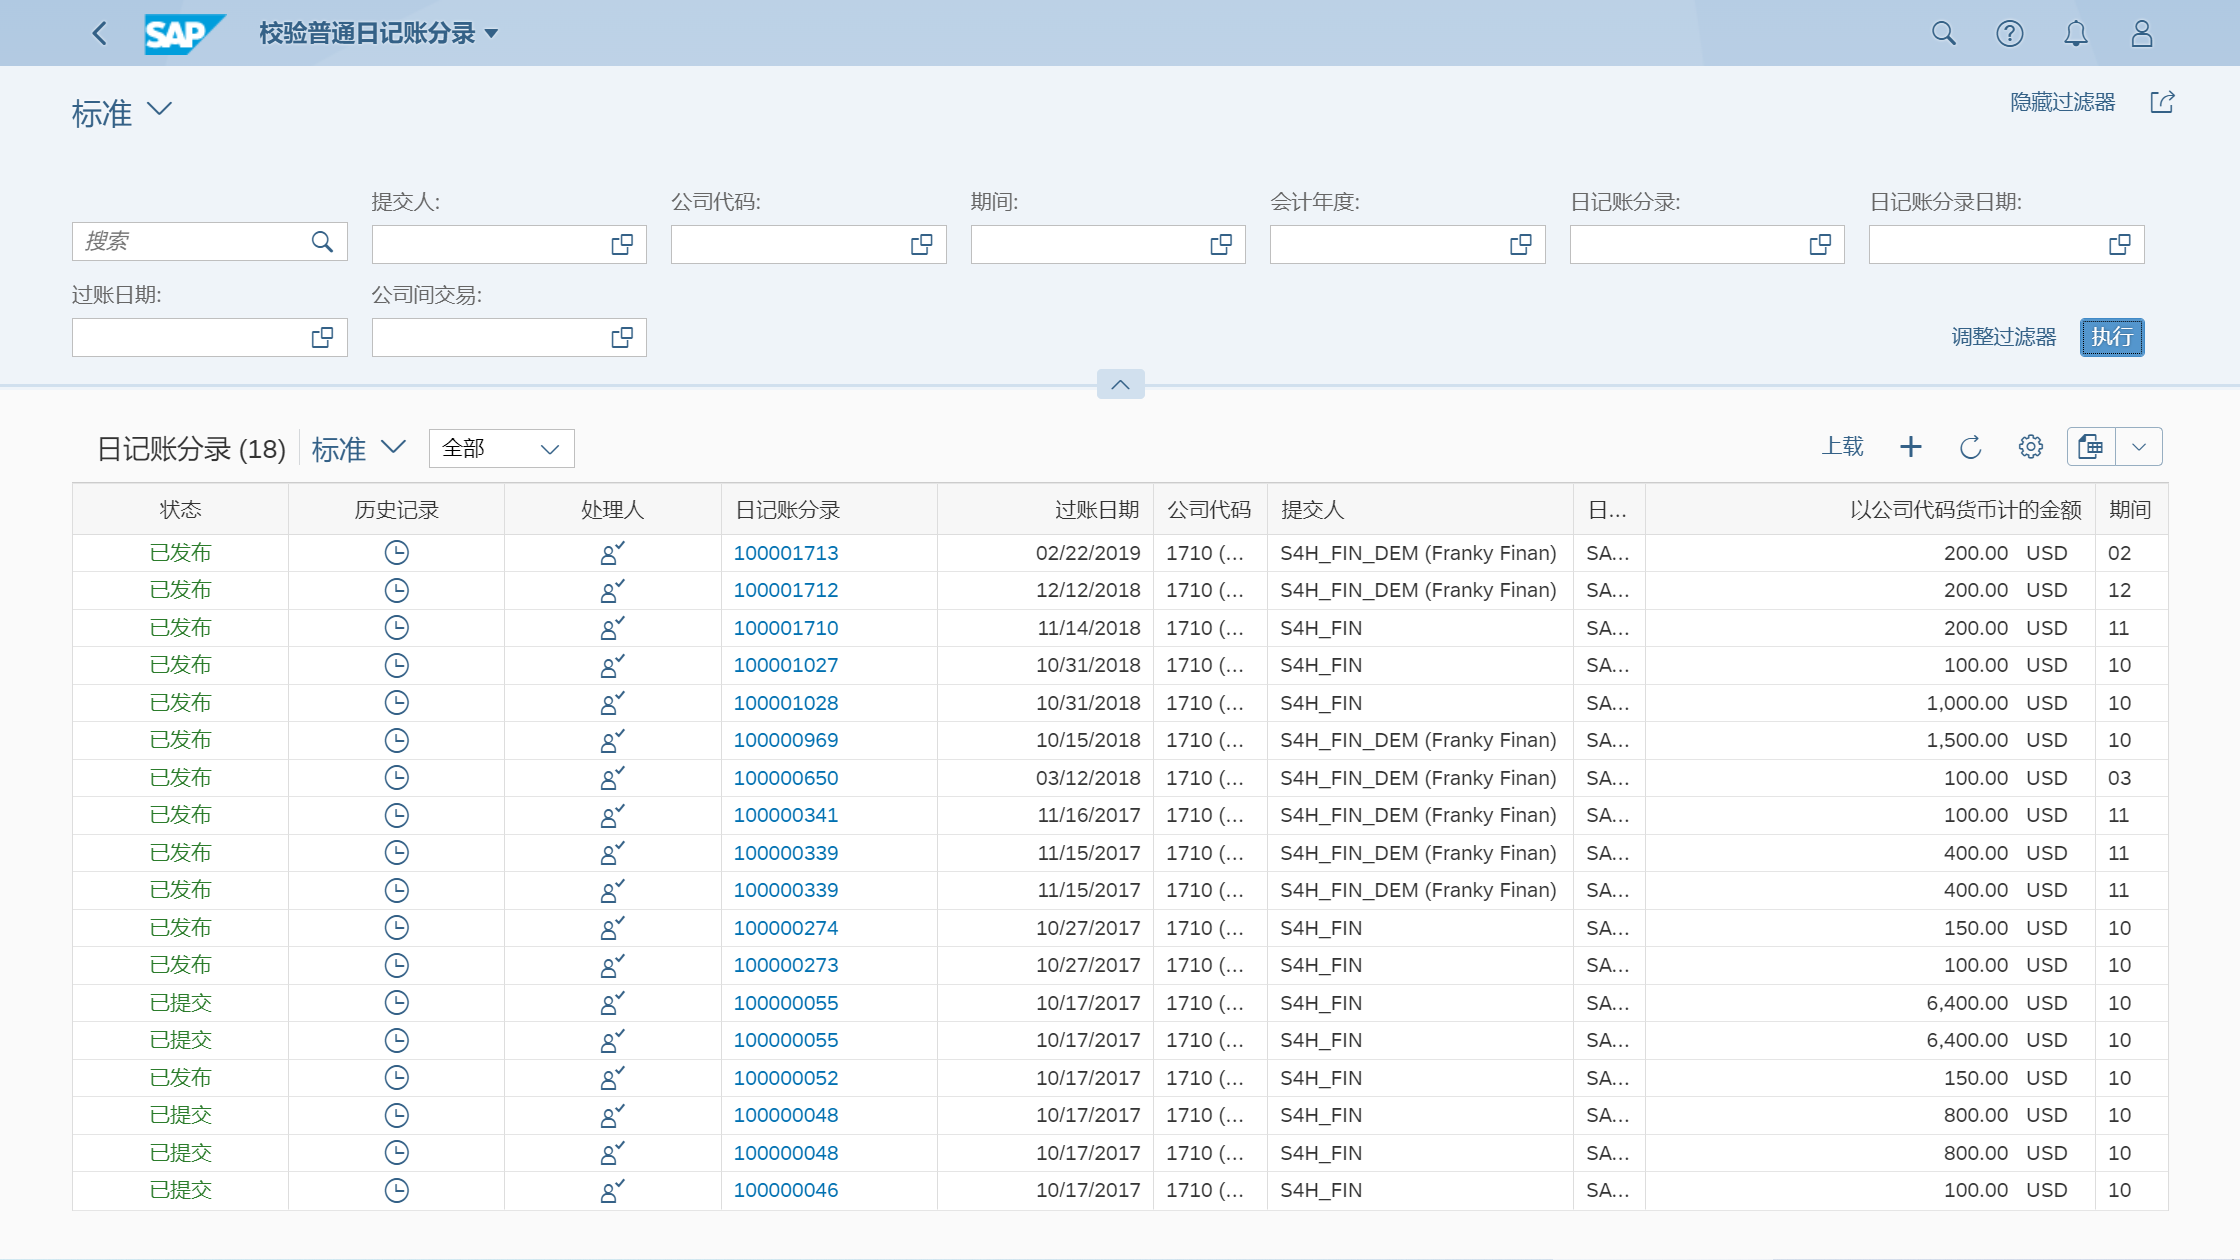 SAP 校验普通日记账分录
标准
隐藏过滤器
搜索
提交人:
公司代码:
期间:
会计年度:
日记账分录:
日记账分录日期:
过账日期:
公司间交易:
调整过滤器 执行
日记账分录 (18) 标准 全部 上载
状态 历史记录 处理人 日记账分录 过账日期 公司代码 提交人 日... 以公司代码货币计的金额 期间
已发布 100001713 02/22/2019 1710 (... S4H_FIN_DEM (Franky Finan) SA... 200.00 USD 02
已发布 100001712 12/12/2018 1710 (... S4H_FIN_DEM (Franky Finan) SA... 200.00 USD 12
已发布 100001710 11/14/2018 1710 (... S4H_FIN SA... 200.00 USD 11
已发布 100001027 10/31/2018 1710 (... S4H_FIN SA... 100.00 USD 10
已发布 100001028 10/31/2018 1710 (... S4H_FIN SA... 1,000.00 USD 10
已发布 100000969 10/15/2018 1710 (... S4H_FIN_DEM (Franky Finan) SA... 1,500.00 USD 10
已发布 100000650 03/12/2018 1710 (... S4H_FIN_DEM (Franky Finan) SA... 100.00 USD 03
已发布 100000341 11/16/2017 1710 (... S4H_FIN_DEM (Franky Finan) SA... 100.00 USD 11
已发布 100000339 11/15/2017 1710 (... S4H_FIN_DEM (Franky Finan) SA... 400.00 USD 11
已发布 100000339 11/15/2017 1710 (... S4H_FIN_DEM (Franky Finan) SA... 400.00 USD 11
已发布 100000274 10/27/2017 1710 (... S4H_FIN SA... 150.00 USD 10
已发布 100000273 10/27/2017 1710 (... S4H_FIN SA... 100.00 USD 10
已提交 100000055 10/17/2017 1710 (... S4H_FIN SA... 6,400.00 USD 10
已提交 100000055 10/17/2017 1710 (... S4H_FIN SA... 6,400.00 USD 10
已发布 100000052 10/17/2017 1710 (... S4H_FIN SA... 150.00 USD 10
已提交 100000048 10/17/2017 1710 (... S4H_FIN SA... 800.00 USD 10
已提交 100000048 10/17/2017 1710 (... S4H_FIN SA... 800.00 USD 10
已提交 100000046 10/17/2017 1710 (... S4H_FIN SA... 100.00 USD 10